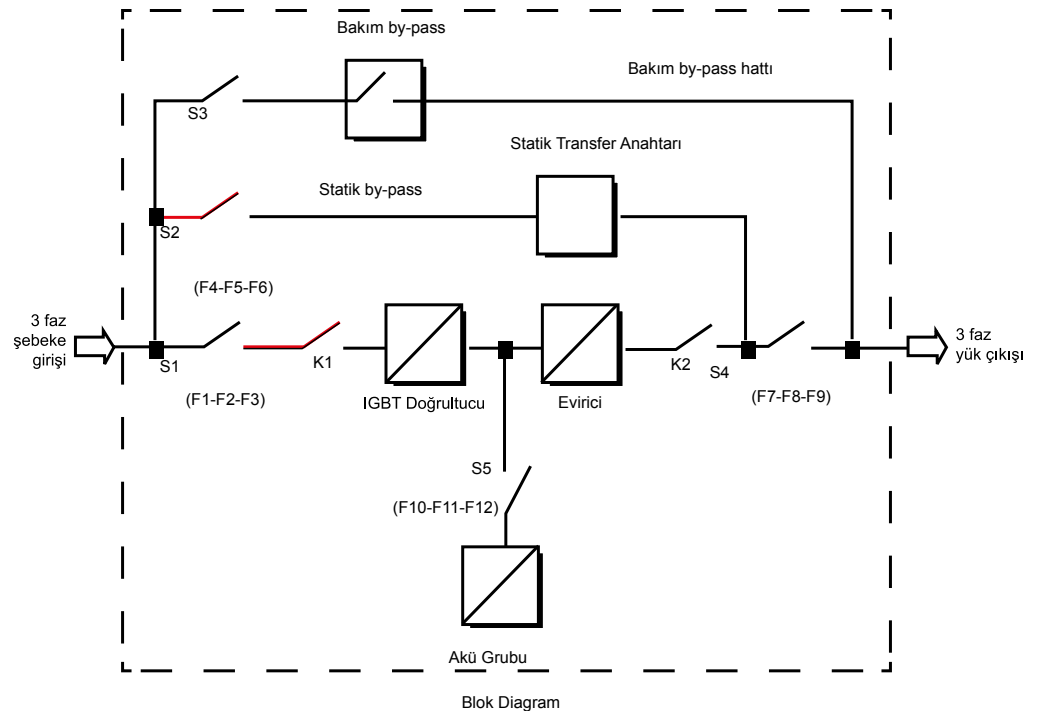 Bakım by-pass
Bakım by-pass hattı
S3
Statik Transfer Anahtarı
Statik by-pass
S2
(F4-F5-F6)
3 faz
şebeke
girişi
S1
K1
K2
S4
3 faz
yük çıkışı
(F1-F2-F3)
IGBT Doğrultucu
Evirici
(F7-F8-F9)
S5
(F10-F11-F12)
Akü Grubu
Blok Diagram